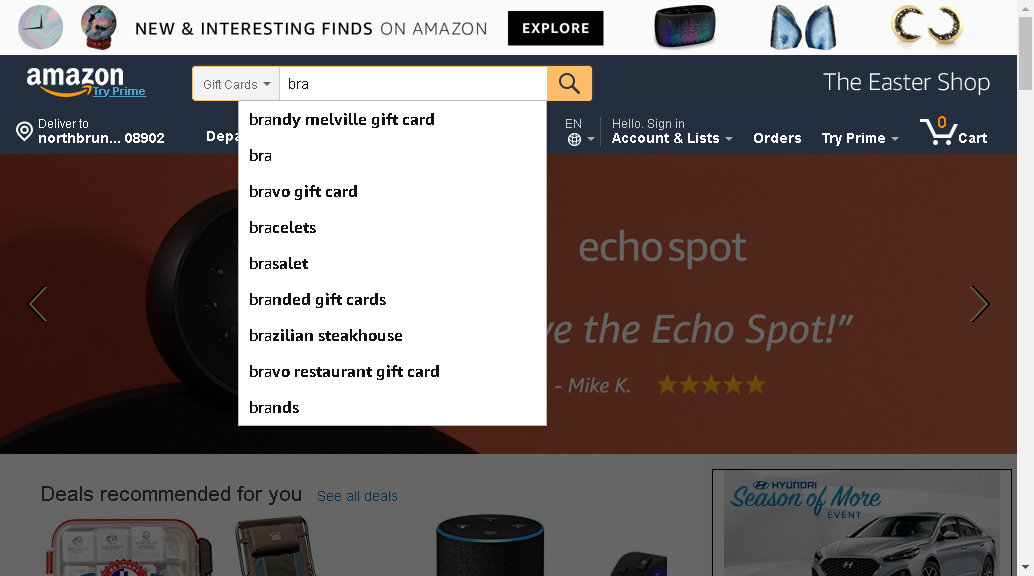 NEW & INTERESTING FINDS ON AMAZON
EXPLORE
amazon
Try Prime
Gift Cards
bra
The Easter Shop
Deliver to
northbrun... 08902
Depa
EN
Hello. Sign in
Account & Lists
Orders
Try Prime
0
Cart
brandy melville gift card
bra
bravo gift card
bracelets
brasalet
branded gift cards
brazilian steakhouse
bravo restaurant gift card
brands
echo spot
ve the Echo Spot!”
- Mike K.
Deals recommended for you
See all deals
HYUNDAI
Season of More
EVENT